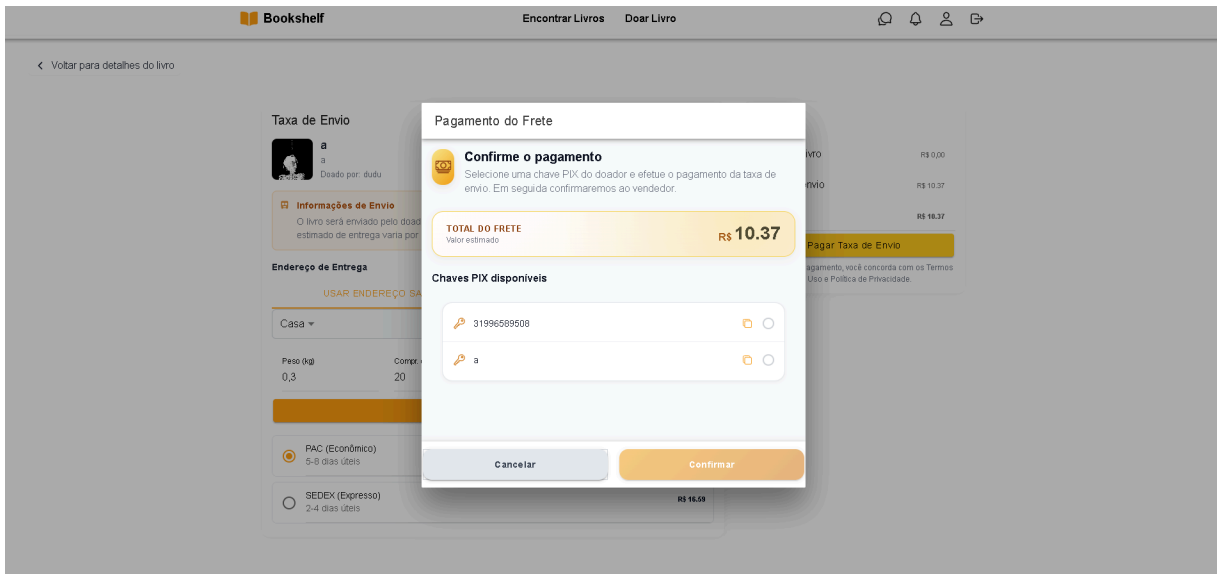 Bookshelf
Encontrar Livros
Doar Livro
Voltar para detalhes do livro
Taxa de Envio
a
a
Doado por: dudu
Informações de Envio
O livro será enviado pelo doad
estimado de entrega varia por
Endereço de Entrega
USAR ENDEREÇO SA
Casa
Peso (kg)
Compr.
0,3
20
PAC (Econômico)
5-8 dias úteis
SEDEX (Expresso)
2-4 dias úteis
R$ 16.59
Pagamento do Frete
Confirme o pagamento
Selecione uma chave PIX do doador e efetue o pagamento da taxa de
envio. Em seguida confirmaremos ao vendedor.
TOTAL DO FRETE
Valor estimado
R$ 10.37
Chaves PIX disponíveis
31996589508
a
Cancelar
Confirmar
ivro
R$ 0,00
nvio
R$ 10.37
R$ 10.37
Pagar Taxa de Envio
agamento, você concorda com os Termos
Uso e Política de Privacidade.